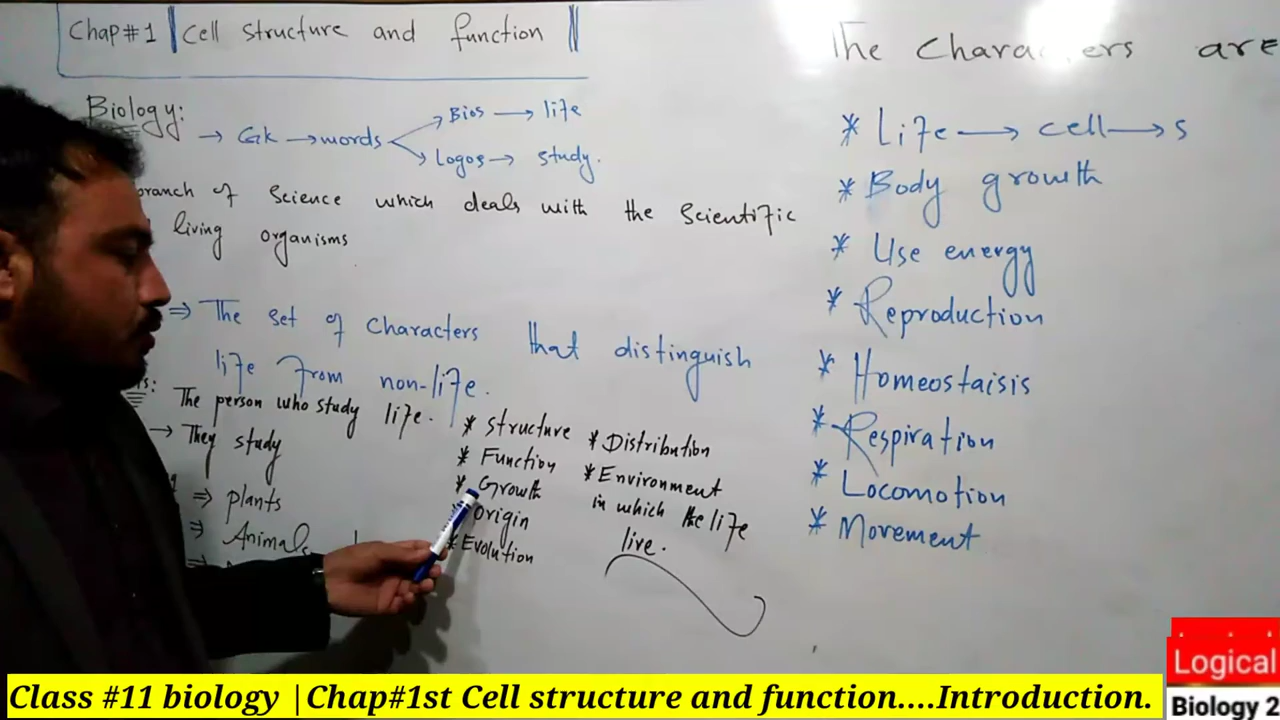 Chap#1 Cell structure and function
Biology:
→ Gk → words
Bios → life
Logos → study.
branch of Science which deals with the Scientific
living organisms
⇒ The set of characters that distinguish
life from non-life.
The person who study life.
→ They study
⇒ plants
⇒ Animals
* Structure
* Function
* Growth
origin
* Evolution
* Distribution
* Environment
in which the life
live.
The Characters are
* Life → cell → s
* Body growth
* Use energy
* Reproduction
* Homeostaisis
* Respiration
* Locomotion
* Movement
Class #11 biology |Chap#1st Cell structure and function....Introduction.
Logical
Biology 2